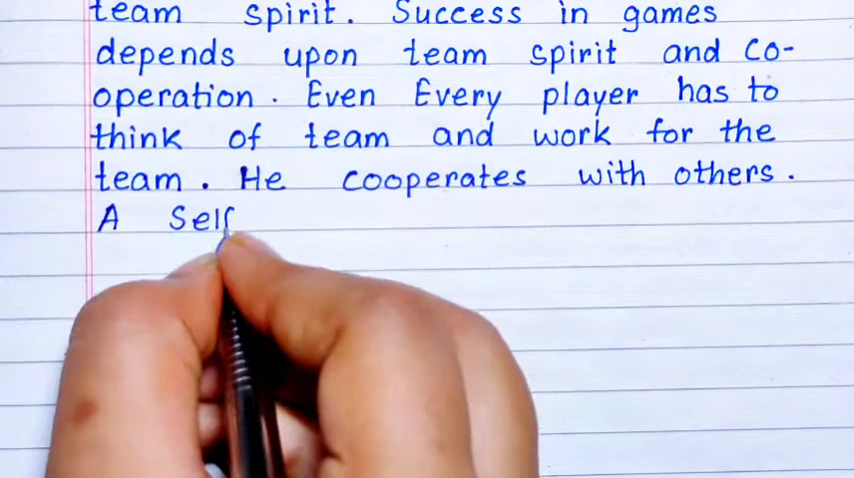 team spirit. Success in games
depends upon team spirit and co-
operation. Even Every player has to
think of team and work for the
team. He cooperates with others.
A Self